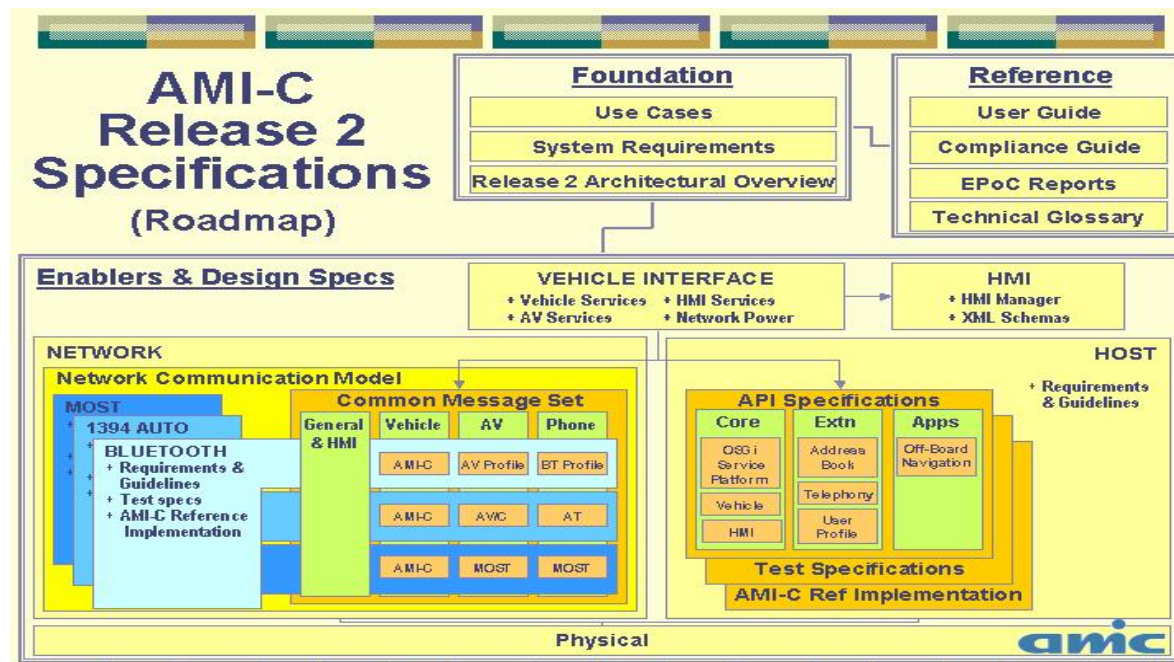 AMI-C
Release 2
Specifications
(Roadmap)
Foundation
Use Cases
System Requirements
Release 2 Architectural Overview
Reference
User Guide
Compliance Guide
EPoC Reports
Technical Glossary
Enablers & Design Specs
VEHICLE INTERFACE
+ Vehicle Services + HMI Services
+ AV Services + Network Power
HMI
+ HMI Manager
+ XML Schemas
NETWORK
Network Communication Model
MOST
1394 AUTO
BLUETOOTH
+ Requirements &
Guidelines
+ Test specs
+ AMI-C Reference
Implementation
Common Message Set
General
& HMI
Vehicle
AV
Phone
AMI-C
AV Profile
BT Profile
AMI-C
AV/C
AT
AMI-C
MOST
MOST
HOST
+ Requirements
& Guidelines
API Specifications
Core
OSGi
Service
Platform
Vehicle
HMI
Extn
Address
Book
Telephony
User
Profile
Apps
Off-Board
Navigation
Test Specifications
AMI-C Ref Implementation
Physical
amic